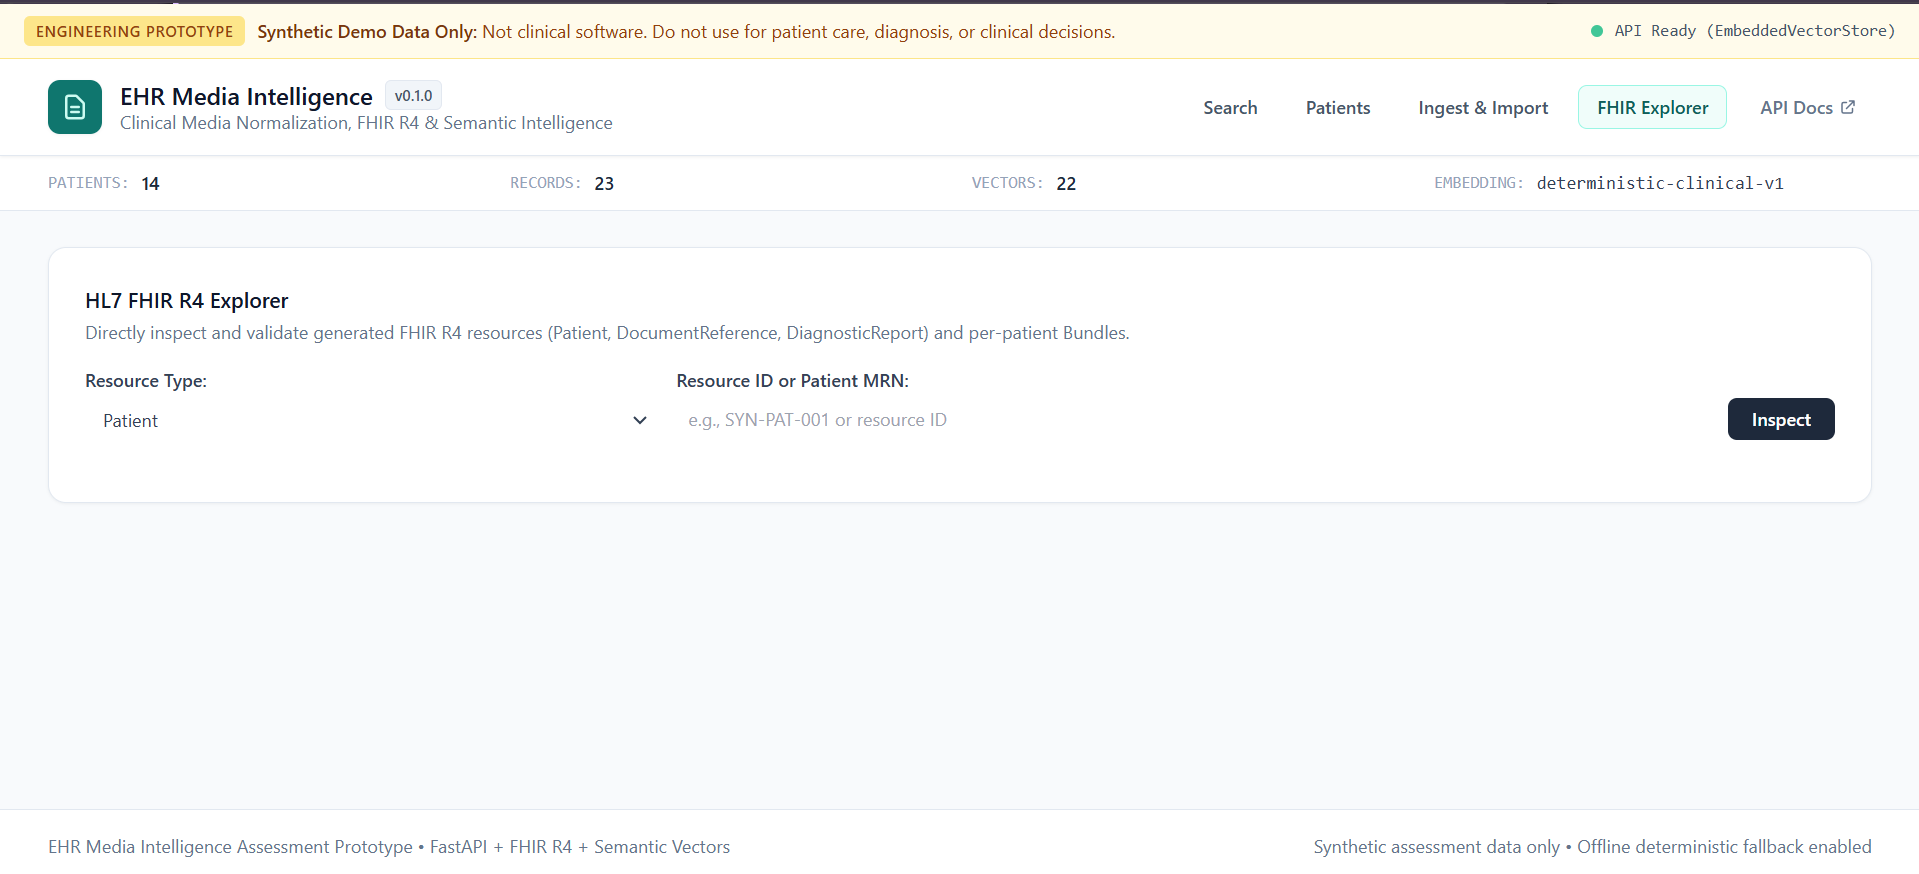 ENGINEERING PROTOTYPE Synthetic Demo Data Only: Not clinical software. Do not use for patient care, diagnosis, or clinical decisions. API Ready (EmbeddedVectorStore)
EHR Media Intelligence v0.1.0
Clinical Media Normalization, FHIR R4 & Semantic Intelligence
Search Patients Ingest & Import FHIR Explorer API Docs
PATIENTS: 14 RECORDS: 23 VECTORS: 22 EMBEDDING: deterministic-clinical-v1
HL7 FHIR R4 Explorer
Directly inspect and validate generated FHIR R4 resources (Patient, DocumentReference, DiagnosticReport) and per-patient Bundles.
Resource Type: Resource ID or Patient MRN:
Patient e.g., SYN-PAT-001 or resource ID Inspect
EHR Media Intelligence Assessment Prototype • FastAPI + FHIR R4 + Semantic Vectors Synthetic assessment data only • Offline deterministic fallback enabled